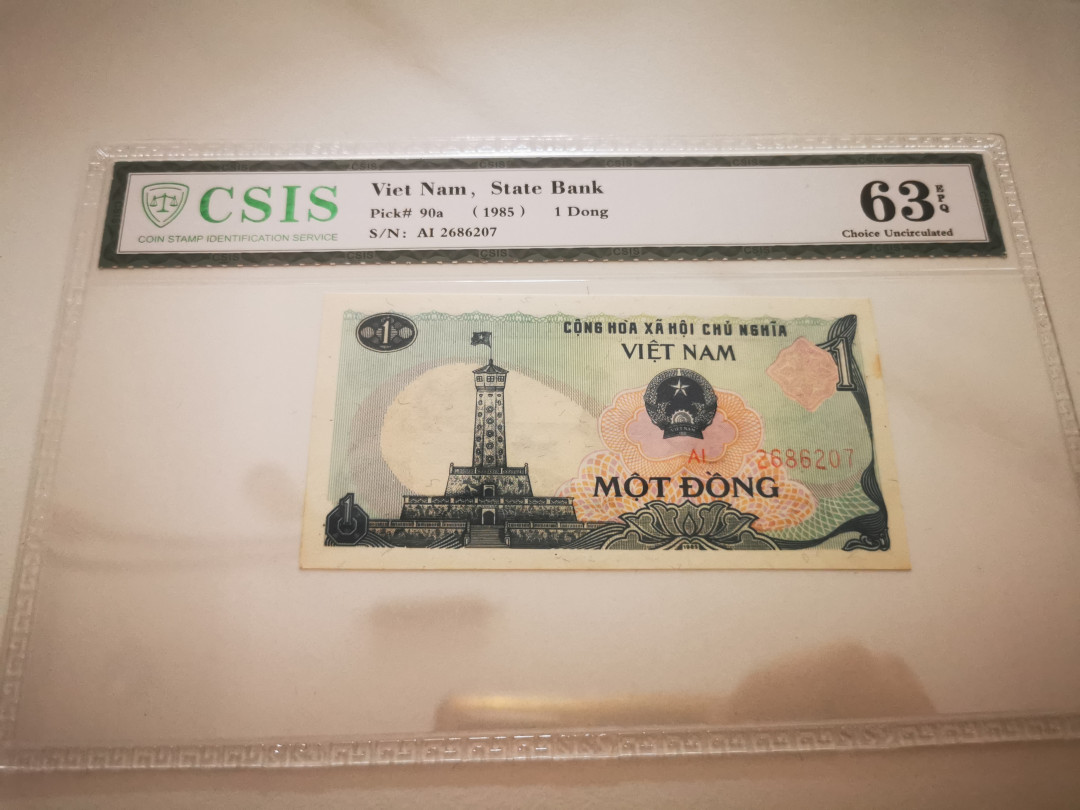 CSIS
COIN STAMP IDENTIFICATION SERVICE
Viet Nam, State Bank
Pick# 90a (1985) 1 Dong
S/N: AI 2686207
63 EPQ
Choice Uncirculated
1
CỘNG HÒA XÃ HỘI CHỦ NGHĨA
VIỆT NAM
1
AI 2686207
MỘT ĐỒNG
1